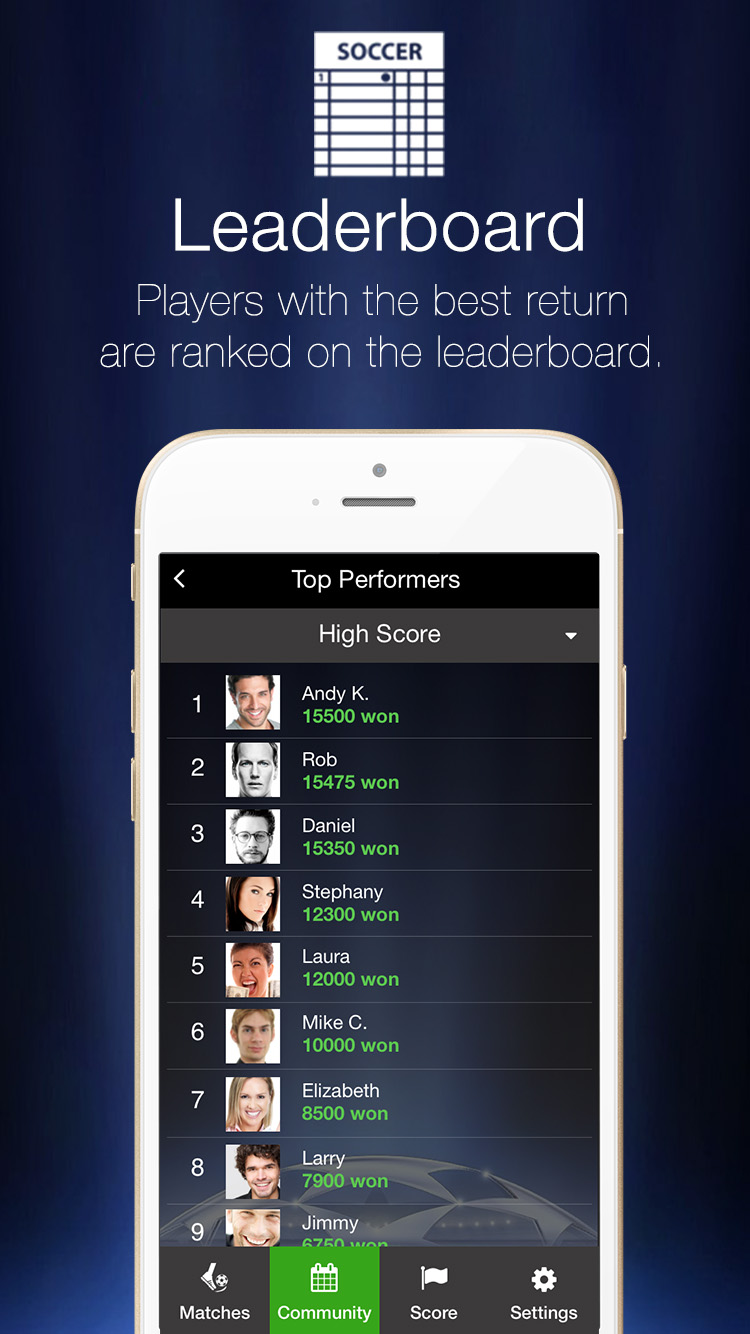 SOCCER
1
Leaderboard
Players with the best return
are ranked on the leaderboard.
Top Performers
High Score
1
Andy K.
15500 won
2
Rob
15475 won
3
Daniel
15350 won
4
Stephany
12300 won
5
Laura
12000 won
6
Mike C.
10000 won
7
Elizabeth
8500 won
8
Larry
7900 won
9
Jimmy
6750 won
Matches
Community
Score
Settings